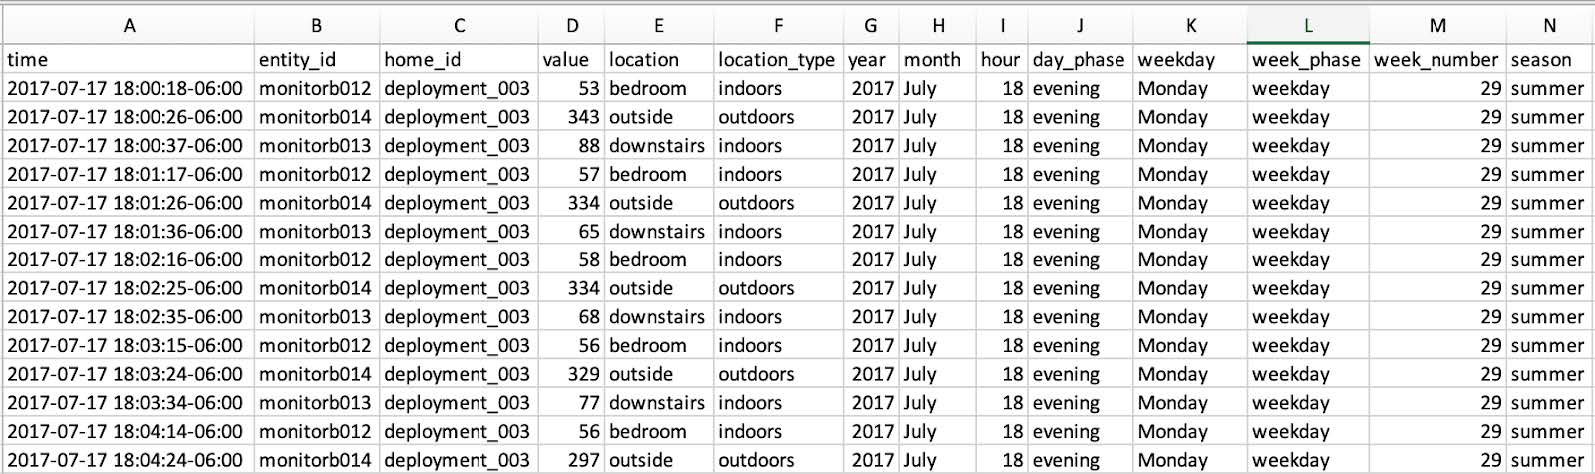 A B C D E F G H I J K L M N
time entity_id home_id value location location_type year month hour day_phase weekday week_phase week_number season
2017-07-17 18:00:18-06:00 monitorb012 deployment_003 53 bedroom indoors 2017 July 18 evening Monday weekday 29 summer
2017-07-17 18:00:26-06:00 monitorb014 deployment_003 343 outside outdoors 2017 July 18 evening Monday weekday 29 summer
2017-07-17 18:00:37-06:00 monitorb013 deployment_003 88 downstairs indoors 2017 July 18 evening Monday weekday 29 summer
2017-07-17 18:01:17-06:00 monitorb012 deployment_003 57 bedroom indoors 2017 July 18 evening Monday weekday 29 summer
2017-07-17 18:01:26-06:00 monitorb014 deployment_003 334 outside outdoors 2017 July 18 evening Monday weekday 29 summer
2017-07-17 18:01:36-06:00 monitorb013 deployment_003 65 downstairs indoors 2017 July 18 evening Monday weekday 29 summer
2017-07-17 18:02:16-06:00 monitorb012 deployment_003 58 bedroom indoors 2017 July 18 evening Monday weekday 29 summer
2017-07-17 18:02:25-06:00 monitorb014 deployment_003 334 outside outdoors 2017 July 18 evening Monday weekday 29 summer
2017-07-17 18:02:35-06:00 monitorb013 deployment_003 68 downstairs indoors 2017 July 18 evening Monday weekday 29 summer
2017-07-17 18:03:15-06:00 monitorb012 deployment_003 56 bedroom indoors 2017 July 18 evening Monday weekday 29 summer
2017-07-17 18:03:24-06:00 monitorb014 deployment_003 329 outside outdoors 2017 July 18 evening Monday weekday 29 summer
2017-07-17 18:03:34-06:00 monitorb013 deployment_003 77 downstairs indoors 2017 July 18 evening Monday weekday 29 summer
2017-07-17 18:04:14-06:00 monitorb012 deployment_003 56 bedroom indoors 2017 July 18 evening Monday weekday 29 summer
2017-07-17 18:04:24-06:00 monitorb014 deployment_003 297 outside outdoors 2017 July 18 evening Monday weekday 29 summer